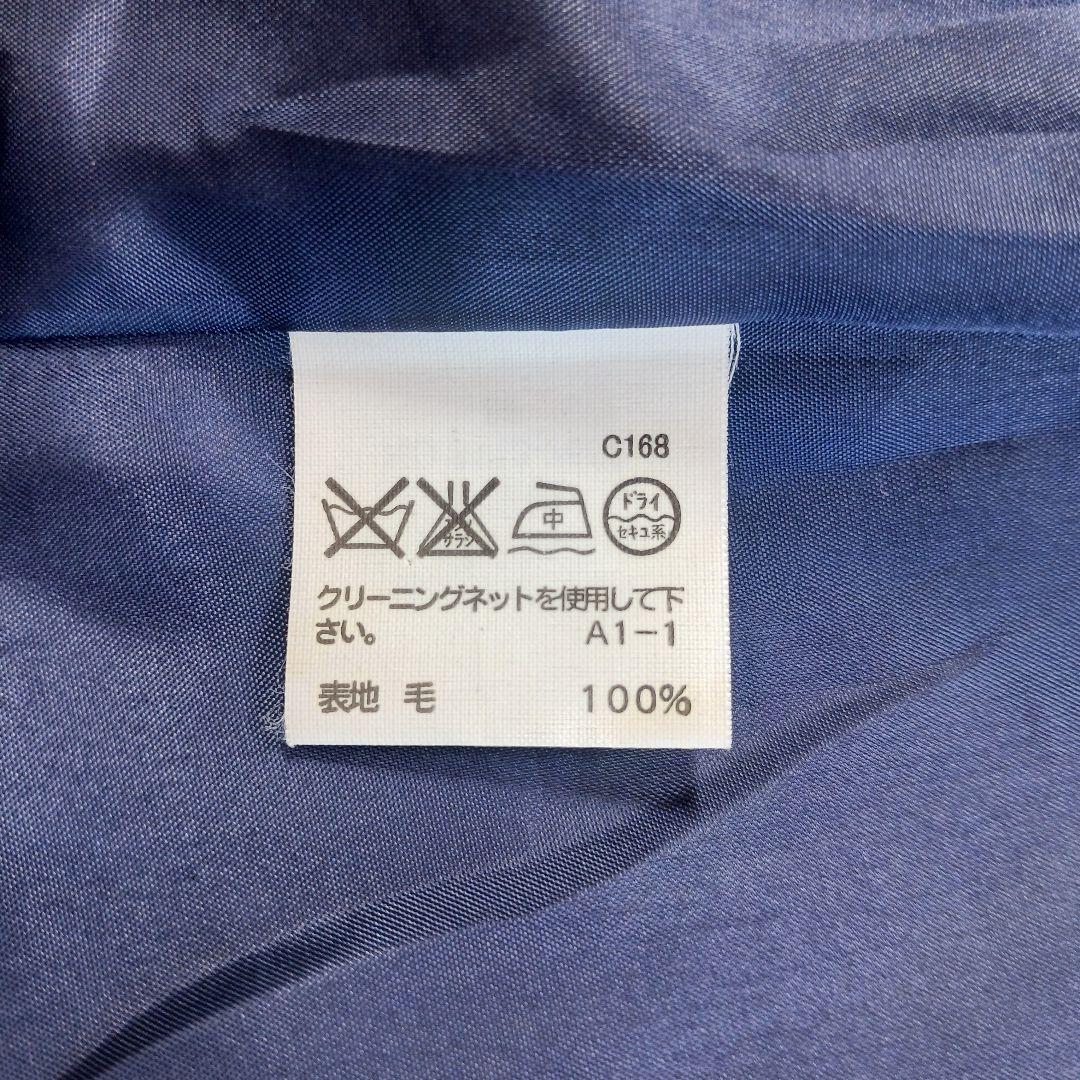 C168
エンソ サラシ
中
ドライ
セキユ系
クリーニングネットを使用して下
さい。 A1-1
表地 毛 100%